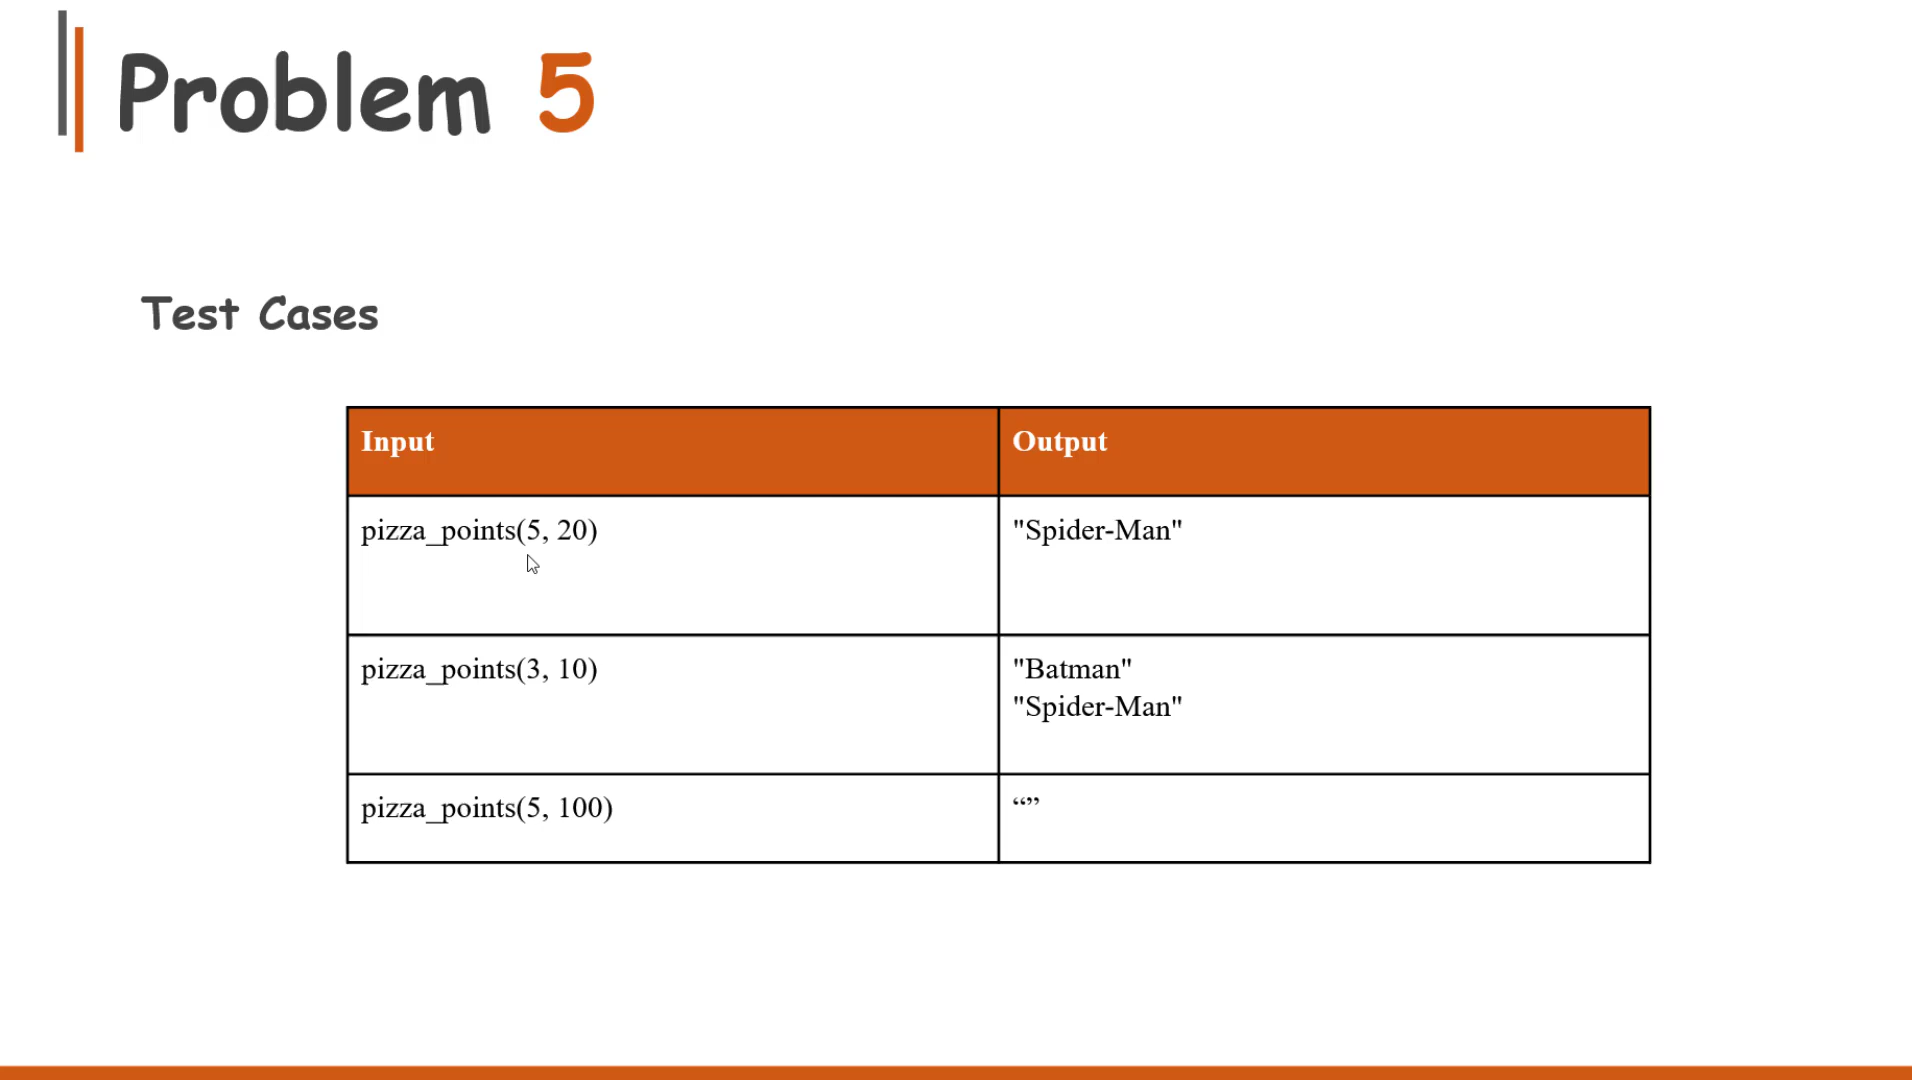 Problem 5
Test Cases
Input Output
pizza_points(5, 20) "Spider-Man"
pizza_points(3, 10) "Batman"
"Spider-Man"
pizza_points(5, 100) “”